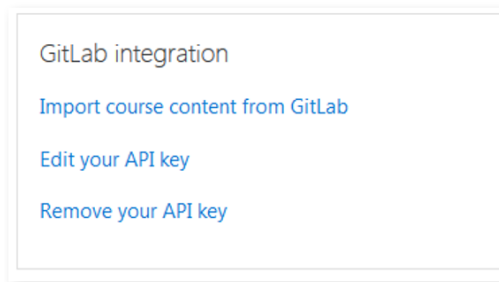 GitLab integration
Import course content from GitLab
Edit your API key
Remove your API key